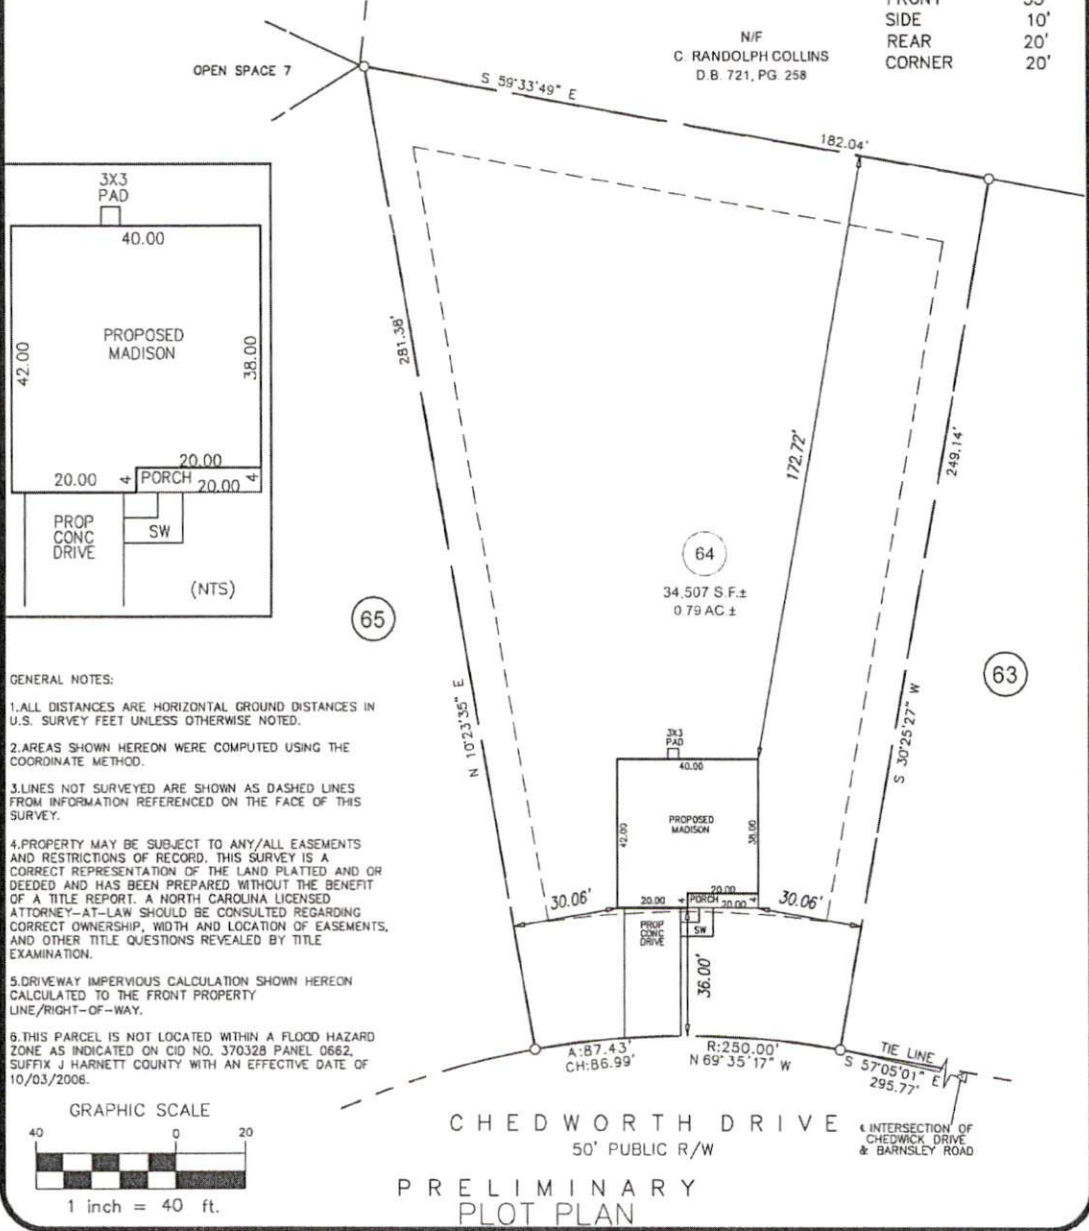 SIDE 10'
REAR 20'
CORNER 20'
N/F
C. RANDOLPH COLLINS
D.B. 721, PG. 258
OPEN SPACE 7
S 59°33'49" E
182.04'
3X3
PAD
40.00
PROPOSED
MADISON
42.00
38.00
20.00
20.00 4 PORCH 20.00 4
PROP
CONC
DRIVE
SW
(NTS)
281.38'
172.72'
249.14'
64
34,507 S.F.±
0.79 AC ±
65
63
N 10°23'35" E
S 30°25'27" W
3X3
PAD
40.00
PROPOSED
MADISON
42.00
38.00
20.00
20.00 4 PORCH 20.00 4
30.06'
30.06'
PROP
CONC
DRIVE
SW
36.00'
GENERAL NOTES:
1.ALL DISTANCES ARE HORIZONTAL GROUND DISTANCES IN
U.S. SURVEY FEET UNLESS OTHERWISE NOTED.
2.AREAS SHOWN HEREON WERE COMPUTED USING THE
COORDINATE METHOD.
3.LINES NOT SURVEYED ARE SHOWN AS DASHED LINES
FROM INFORMATION REFERENCED ON THE FACE OF THIS
SURVEY.
4.PROPERTY MAY BE SUBJECT TO ANY/ALL EASEMENTS
AND RESTRICTIONS OF RECORD. THIS SURVEY IS A
CORRECT REPRESENTATION OF THE LAND PLATTED AND OR
DEEDED AND HAS BEEN PREPARED WITHOUT THE BENEFIT
OF A TITLE REPORT. A NORTH CAROLINA LICENSED
ATTORNEY-AT-LAW SHOULD BE CONSULTED REGARDING
CORRECT OWNERSHIP, WIDTH AND LOCATION OF EASEMENTS,
AND OTHER TITLE QUESTIONS REVEALED BY TITLE
EXAMINATION.
5.DRIVEWAY IMPERVIOUS CALCULATION SHOWN HEREON
CALCULATED TO THE FRONT PROPERTY
LINE/RIGHT-OF-WAY.
6.THIS PARCEL IS NOT LOCATED WITHIN A FLOOD HAZARD
ZONE AS INDICATED ON CID NO. 370328 PANEL 0662,
SUFFIX J HARNETT COUNTY WITH AN EFFECTIVE DATE OF
10/03/2006.
A:87.43'
CH:86.99'
R:250.00'
N 69°35'17" W
TIE LINE
S 57°05'01" E
295.77'
INTERSECTION OF
CHEDWICK DRIVE
& BARNSLEY ROAD
CHEDWORTH DRIVE
50' PUBLIC R/W
GRAPHIC SCALE
40 0 20
1 inch = 40 ft.
PRELIMINARY
PLOT PLAN